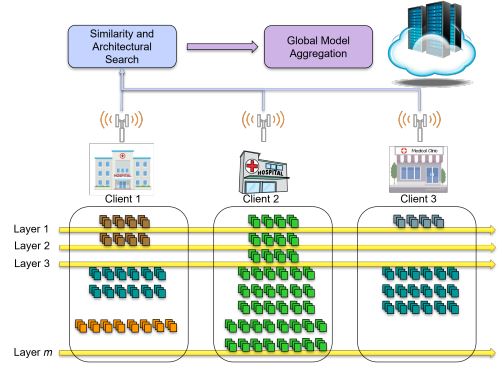 Similarity and
Architectural
Search
Global Model
Aggregation
HOSPITAL
HOSPITAL
Medical Clinic
Client 1
Client 2
Client 3
Layer 1
Layer 2
Layer 3
Layer m